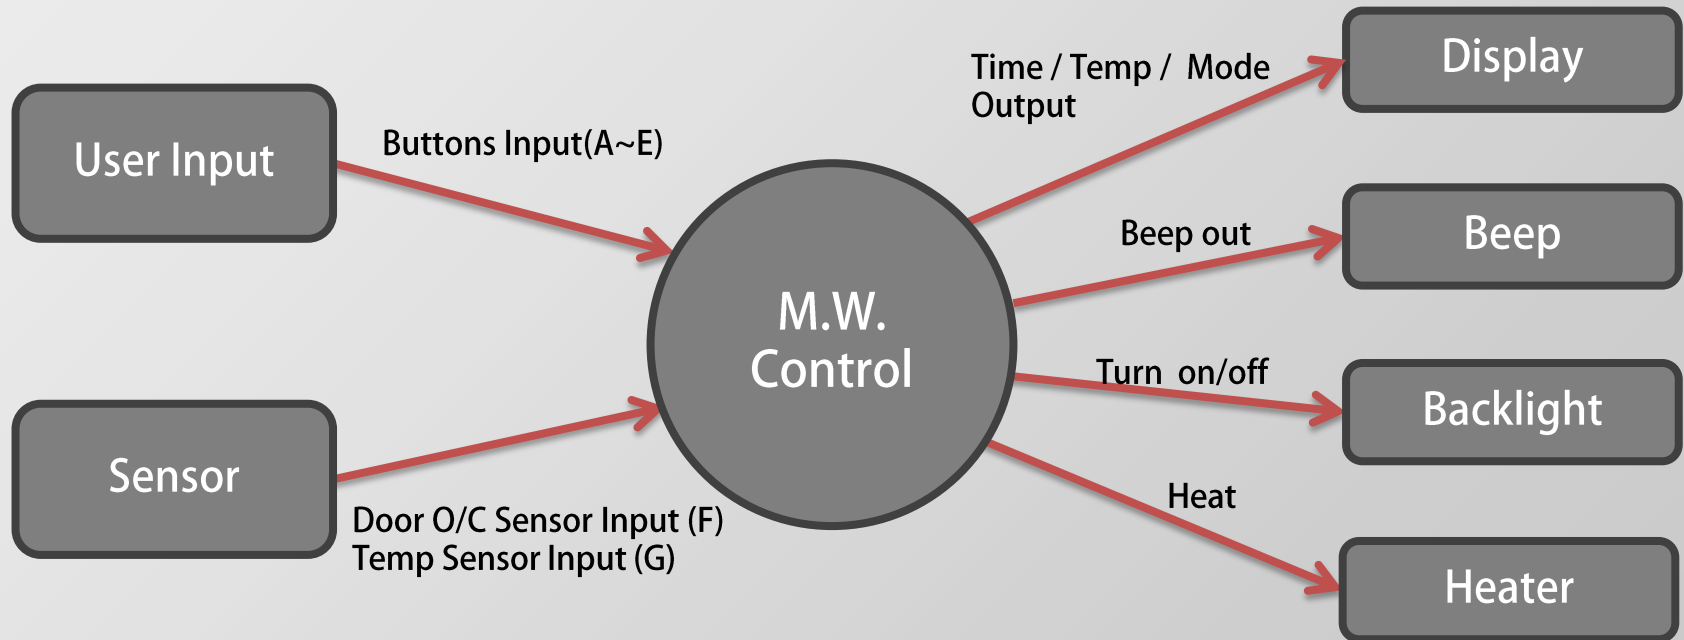 User Input
Buttons Input(A~E)
Sensor
Door O/C Sensor Input (F)
Temp Sensor Input (G)
M.W.
Control
Time / Temp / Mode
Output
Display
Beep out
Beep
Turn on/off
Backlight
Heat
Heater